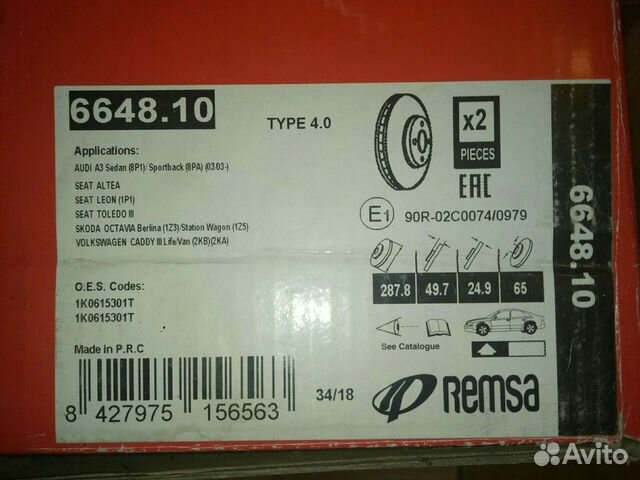 6648.10
TYPE 4.0
x2
PIECES
Applications:
AUDI A3 Sedan (8P1)/ Sportback (8PA) (03.03-)
SEAT ALTEA
SEAT LEON (1P1)
SEAT TOLEDO III
SKODA OCTAVIA Berlina (1Z3)/Station Wagon (1Z5)
VOLKSWAGEN CADDY III Life/Van (2KB)(2KA)
EAC
E1 90R-02C0074/0979
287.8 49.7 24.9 65
See Catalogue
O.E.S. Codes:
1K0615301T
1K0615301T
Made in P.R.C
8 427975 156563
34/18
Remsa
6648.10
Avito